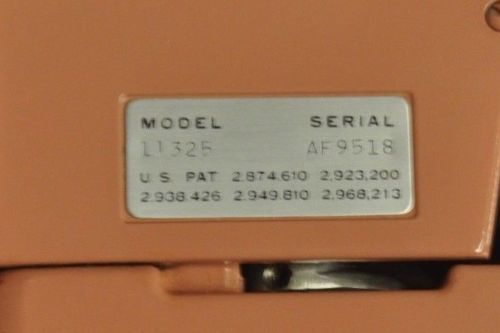 MODEL SERIAL
11325 AF9518
U.S. PAT 2.874.610 2,923,200
2.938.426 2.949.810 2,968,213